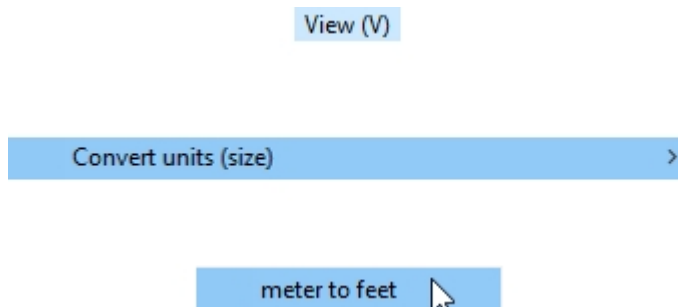 View (V)
Convert units (size)
meter to feet